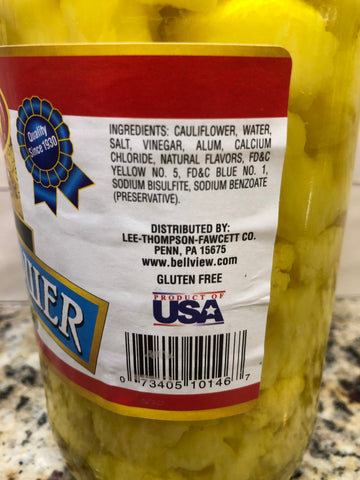 Quality
Since 1930
INGREDIENTS: CAULIFLOWER, WATER,
SALT, VINEGAR, ALUM, CALCIUM
CHLORIDE, NATURAL FLAVORS, FD&C
YELLOW NO. 5, FD&C BLUE NO. 1,
SODIUM BISULFITE, SODIUM BENZOATE
(PRESERVATIVE).
DISTRIBUTED BY:
LEE-THOMPSON-FAWCETT CO.
PENN, PA 15675
www.bellview.com
GLUTEN FREE
PRODUCT OF
USA
WER
0 73405 10146 7